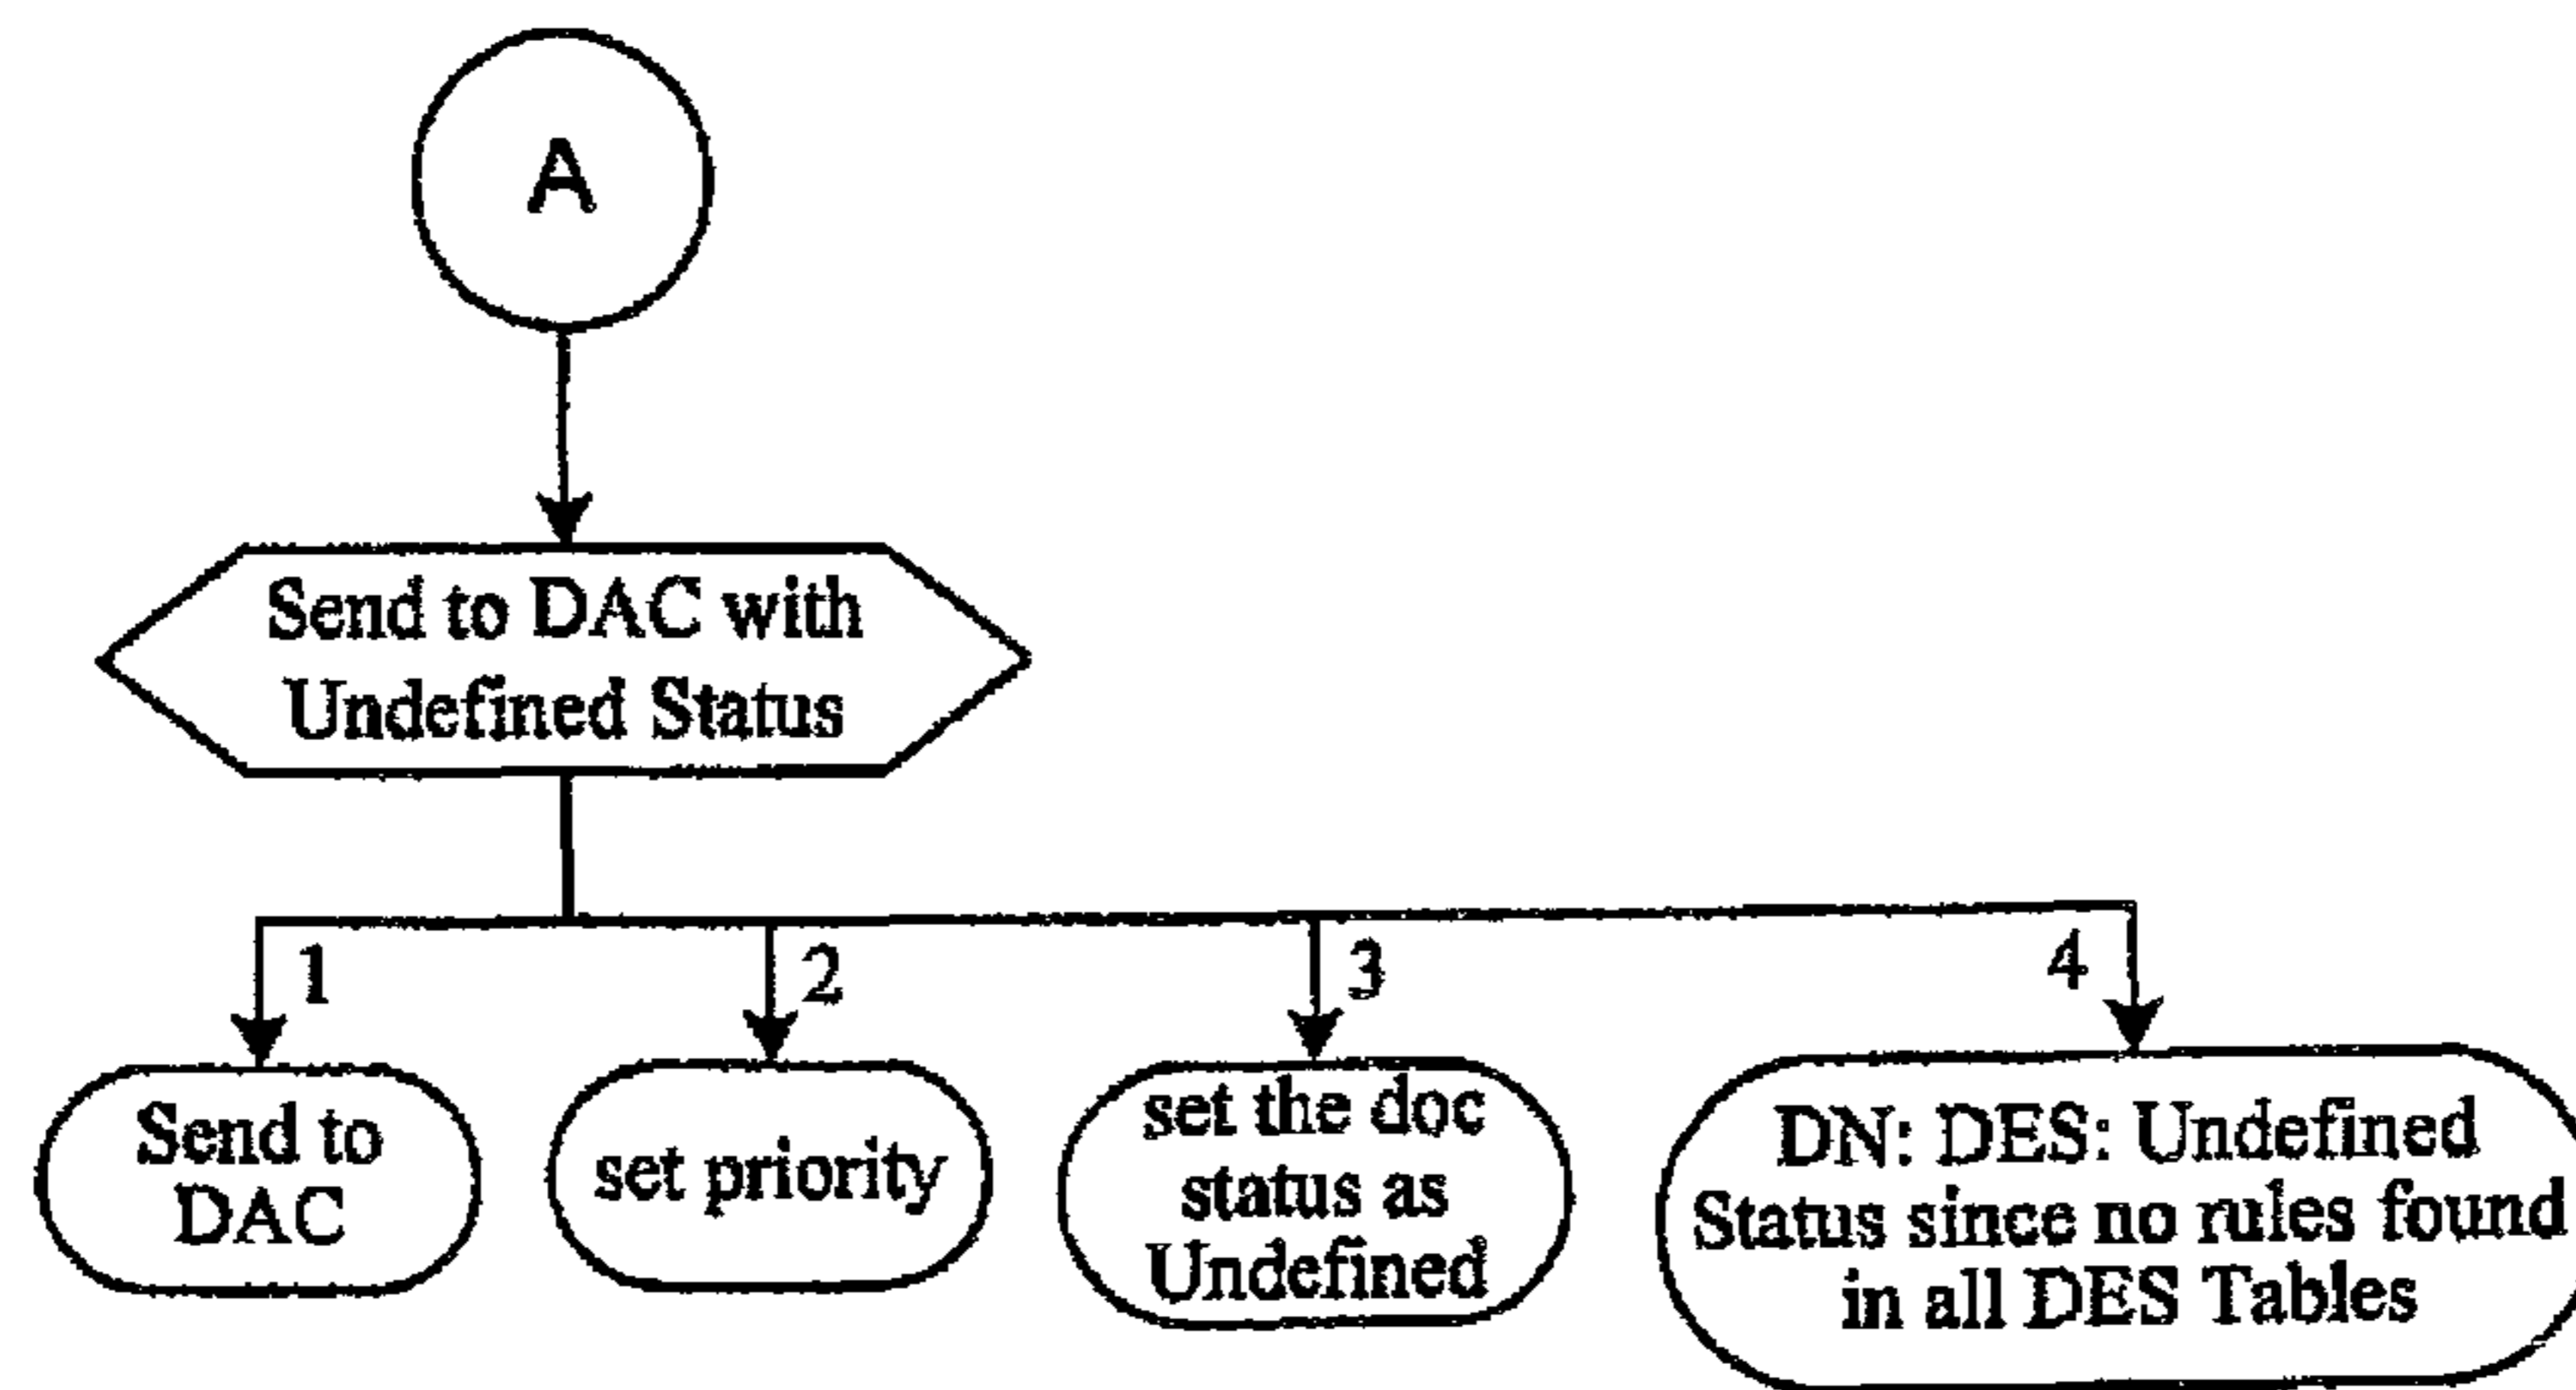 A
Send to DAC with
Undefined Status
1
2
3
4
Send to
DAC
set priority
set the doc
status as
Undefined
DN: DES: Undefined
Status since no rules found
in all DES Tables